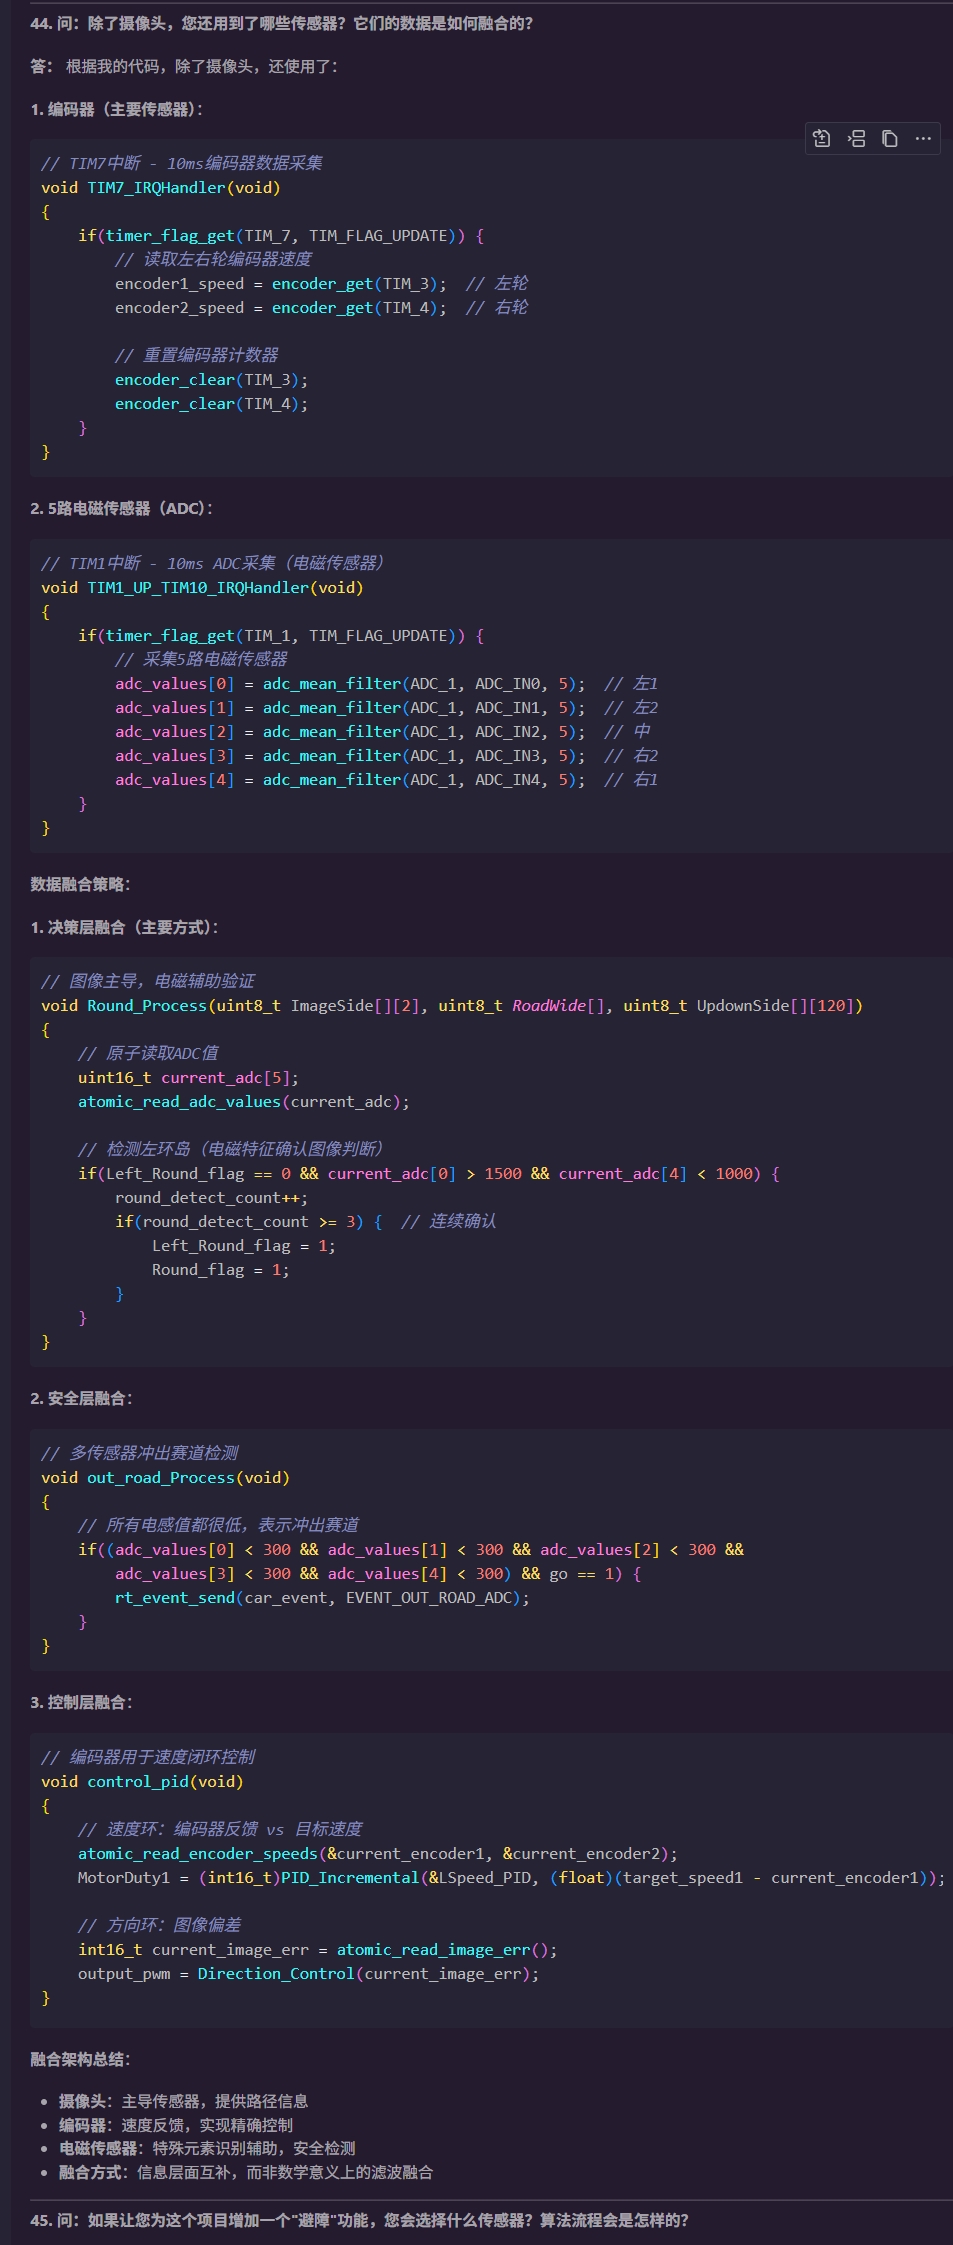 44. 问：除了摄像头，您还用到了哪些传感器？它们的数据是如何融合的？
答： 根据我的代码，除了摄像头，还使用了：
1. 编码器（主要传感器）：
// TIM7中断 - 10ms编码器数据采集
void TIM7_IRQHandler(void)
{
    if(timer_flag_get(TIM_7, TIM_FLAG_UPDATE)) {
        // 读取左右轮编码器速度
        encoder1_speed = encoder_get(TIM_3);  // 左轮
        encoder2_speed = encoder_get(TIM_4);  // 右轮
        // 重置编码器计数器
        encoder_clear(TIM_3);
        encoder_clear(TIM_4);
    }
}
2. 5路电磁传感器（ADC）：
// TIM1中断 - 10ms ADC采集（电磁传感器）
void TIM1_UP_TIM10_IRQHandler(void)
{
    if(timer_flag_get(TIM_1, TIM_FLAG_UPDATE)) {
        // 采集5路电磁传感器
        adc_values[0] = adc_mean_filter(ADC_1, ADC_IN0, 5);  // 左1
        adc_values[1] = adc_mean_filter(ADC_1, ADC_IN1, 5);  // 左2
        adc_values[2] = adc_mean_filter(ADC_1, ADC_IN2, 5);  // 中
        adc_values[3] = adc_mean_filter(ADC_1, ADC_IN3, 5);  // 右2
        adc_values[4] = adc_mean_filter(ADC_1, ADC_IN4, 5);  // 右1
    }
}
数据融合策略：
1. 决策层融合（主要方式）：
// 图像主导，电磁辅助验证
void Round_Process(uint8_t ImageSide[][2], uint8_t RoadWide[], uint8_t UpdownSide[][120])
{
    // 原子读取ADC值
    uint16_t current_adc[5];
    atomic_read_adc_values(current_adc);
    // 检测左环岛（电磁特征确认图像判断）
    if(Left_Round_flag == 0 && current_adc[0] > 1500 && current_adc[4] < 1000) {
        round_detect_count++;
        if(round_detect_count >= 3) {  // 连续确认
            Left_Round_flag = 1;
            Round_flag = 1;
        }
    }
}
2. 安全层融合：
// 多传感器冲出赛道检测
void out_road_Process(void)
{
    // 所有电感值都很低，表示冲出赛道
    if((adc_values[0] < 300 && adc_values[1] < 300 && adc_values[2] < 300 &&
        adc_values[3] < 300 && adc_values[4] < 300) && go == 1) {
        rt_event_send(car_event, EVENT_OUT_ROAD_ADC);
    }
}
3. 控制层融合：
// 编码器用于速度闭环控制
void control_pid(void)
{
    // 速度环：编码器反馈 vs 目标速度
    atomic_read_encoder_speeds(&current_encoder1, &current_encoder2);
    MotorDuty1 = (int16_t)PID_Incremental(&LSpeed_PID, (float)(target_speed1 - current_encoder1));
    // 方向环：图像偏差
    int16_t current_image_err = atomic_read_image_err();
    output_pwm = Direction_Control(current_image_err);
}
融合架构总结：
• 摄像头：主导传感器，提供路径信息
• 编码器：速度反馈，实现精确控制
• 电磁传感器：特殊元素识别辅助，安全检测
• 融合方式：信息层面互补，而非数学意义上的滤波融合
45. 问：如果让您为这个项目增加一个"避障"功能，您会选择什么传感器？算法流程会是怎样的？